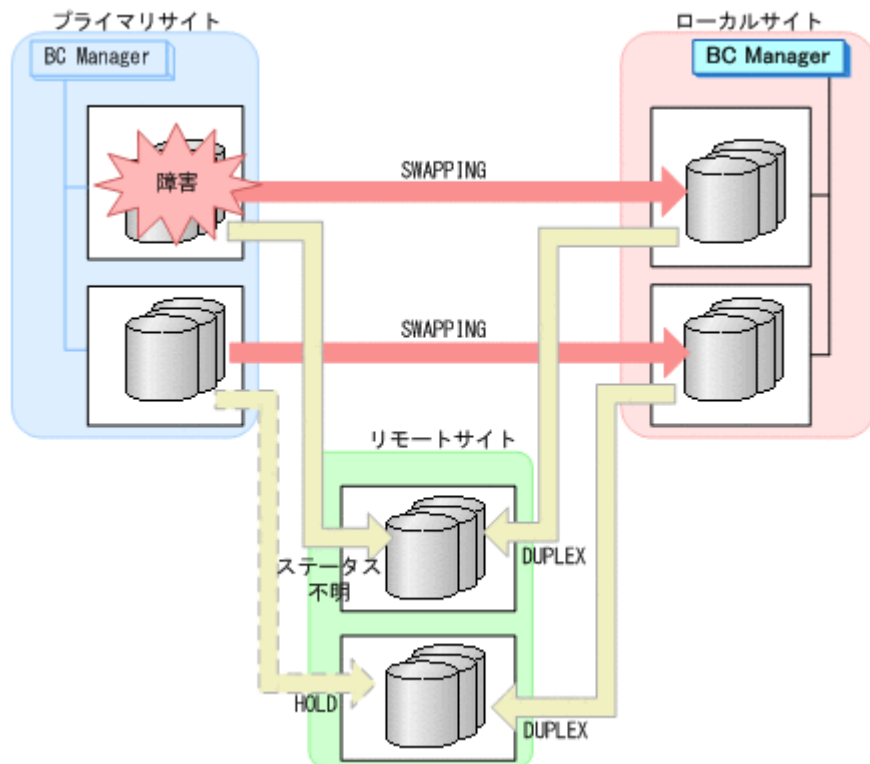 プライマリサイト
ローカルサイト
BC Manager
BC Manager
障害
SWAPPING
SWAPPING
リモートサイト
ステータス
不明
DUPLEX
HOLD
DUPLEX